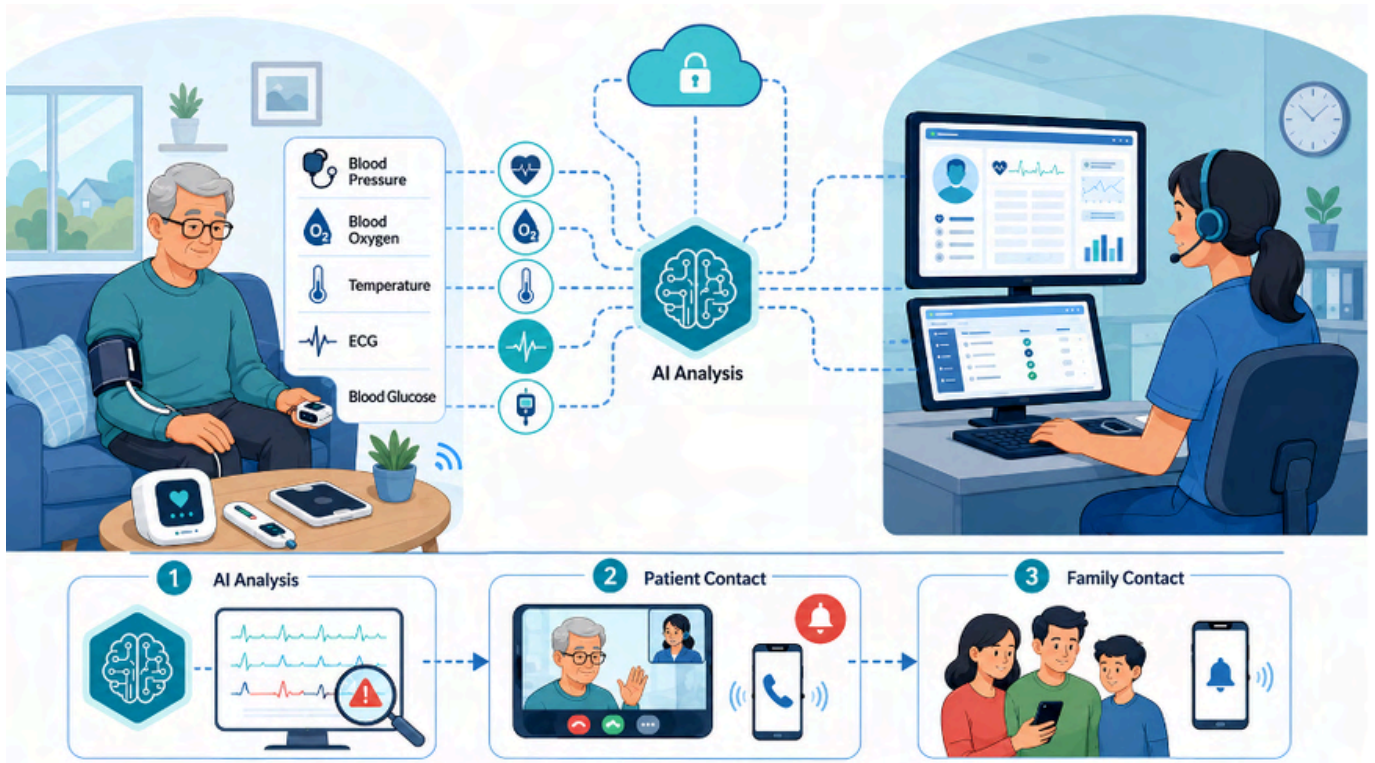 Blood
Pressure
Blood
Oxygen
Temperature
ECG
Blood Glucose
O₂
AI Analysis
1 AI Analysis
2 Patient Contact
3 Family Contact